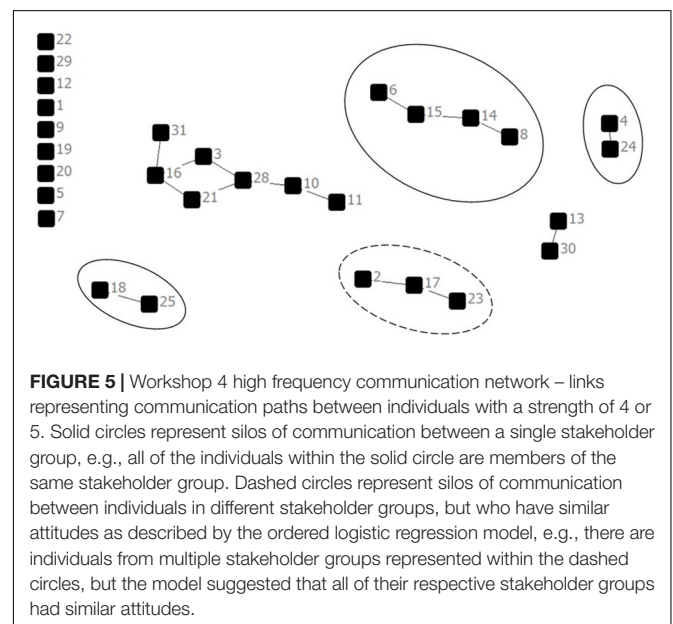 22
29
12
1
9
19
20
5
7
31
3
16
21
28
10
11
6
15
14
8
4
24
13
30
18
25
2
17
23
FIGURE 5 | Workshop 4 high frequency communication network – links
representing communication paths between individuals with a strength of 4 or
5. Solid circles represent silos of communication between a single stakeholder
group, e.g., all of the individuals within the solid circle are members of the
same stakeholder group. Dashed circles represent silos of communication
between individuals in different stakeholder groups, but who have similar
attitudes as described by the ordered logistic regression model, e.g., there are
individuals from multiple stakeholder groups represented within the dashed
circles, but the model suggested that all of their respective stakeholder groups
had similar attitudes.